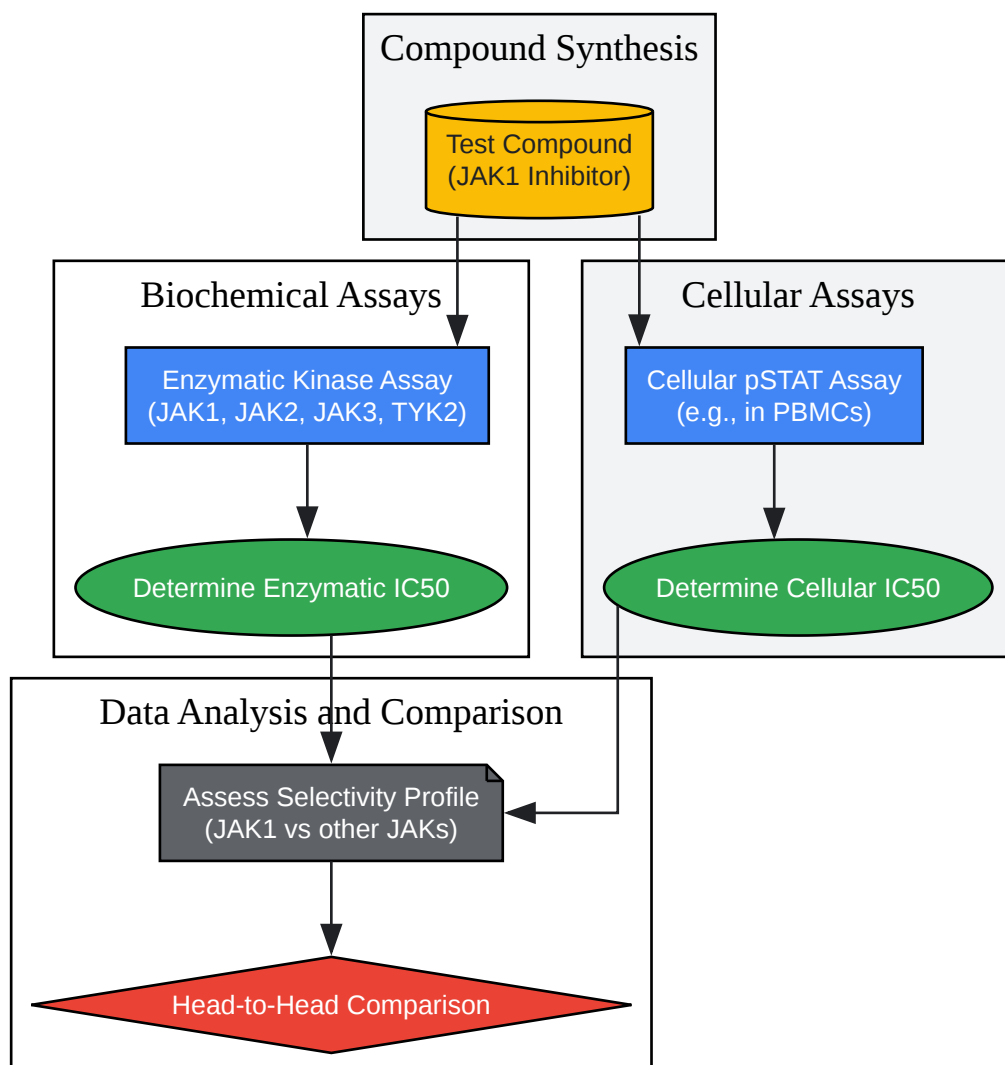 Compound Synthesis
Test Compound
(JAK1 Inhibitor)
Biochemical Assays
Enzymatic Kinase Assay
(JAK1, JAK2, JAK3, TYK2)
Determine Enzymatic IC50
Cellular Assays
Cellular pSTAT Assay
(e.g., in PBMCs)
Determine Cellular IC50
Data Analysis and Comparison
Assess Selectivity Profile
(JAK1 vs other JAKs)
Head-to-Head Comparison